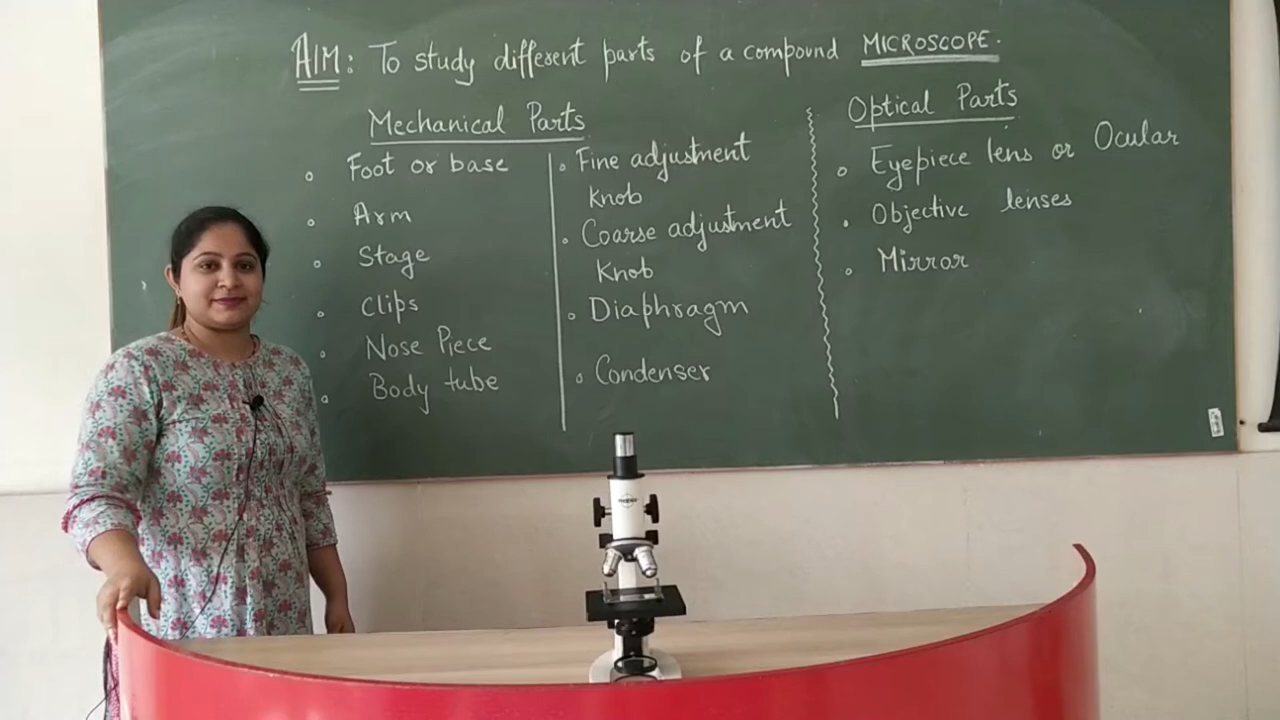 AIM: To study different parts of a compound MICROSCOPE.
Mechanical Parts
Foot or base
Arm
Stage
Clips
Nose Piece
Body tube
Fine adjustment
Knob
Coarse adjustment
Knob
Diaphragm
Condenser
Optical Parts
Eyepiece lens or Ocular
Objective lenses
Mirror